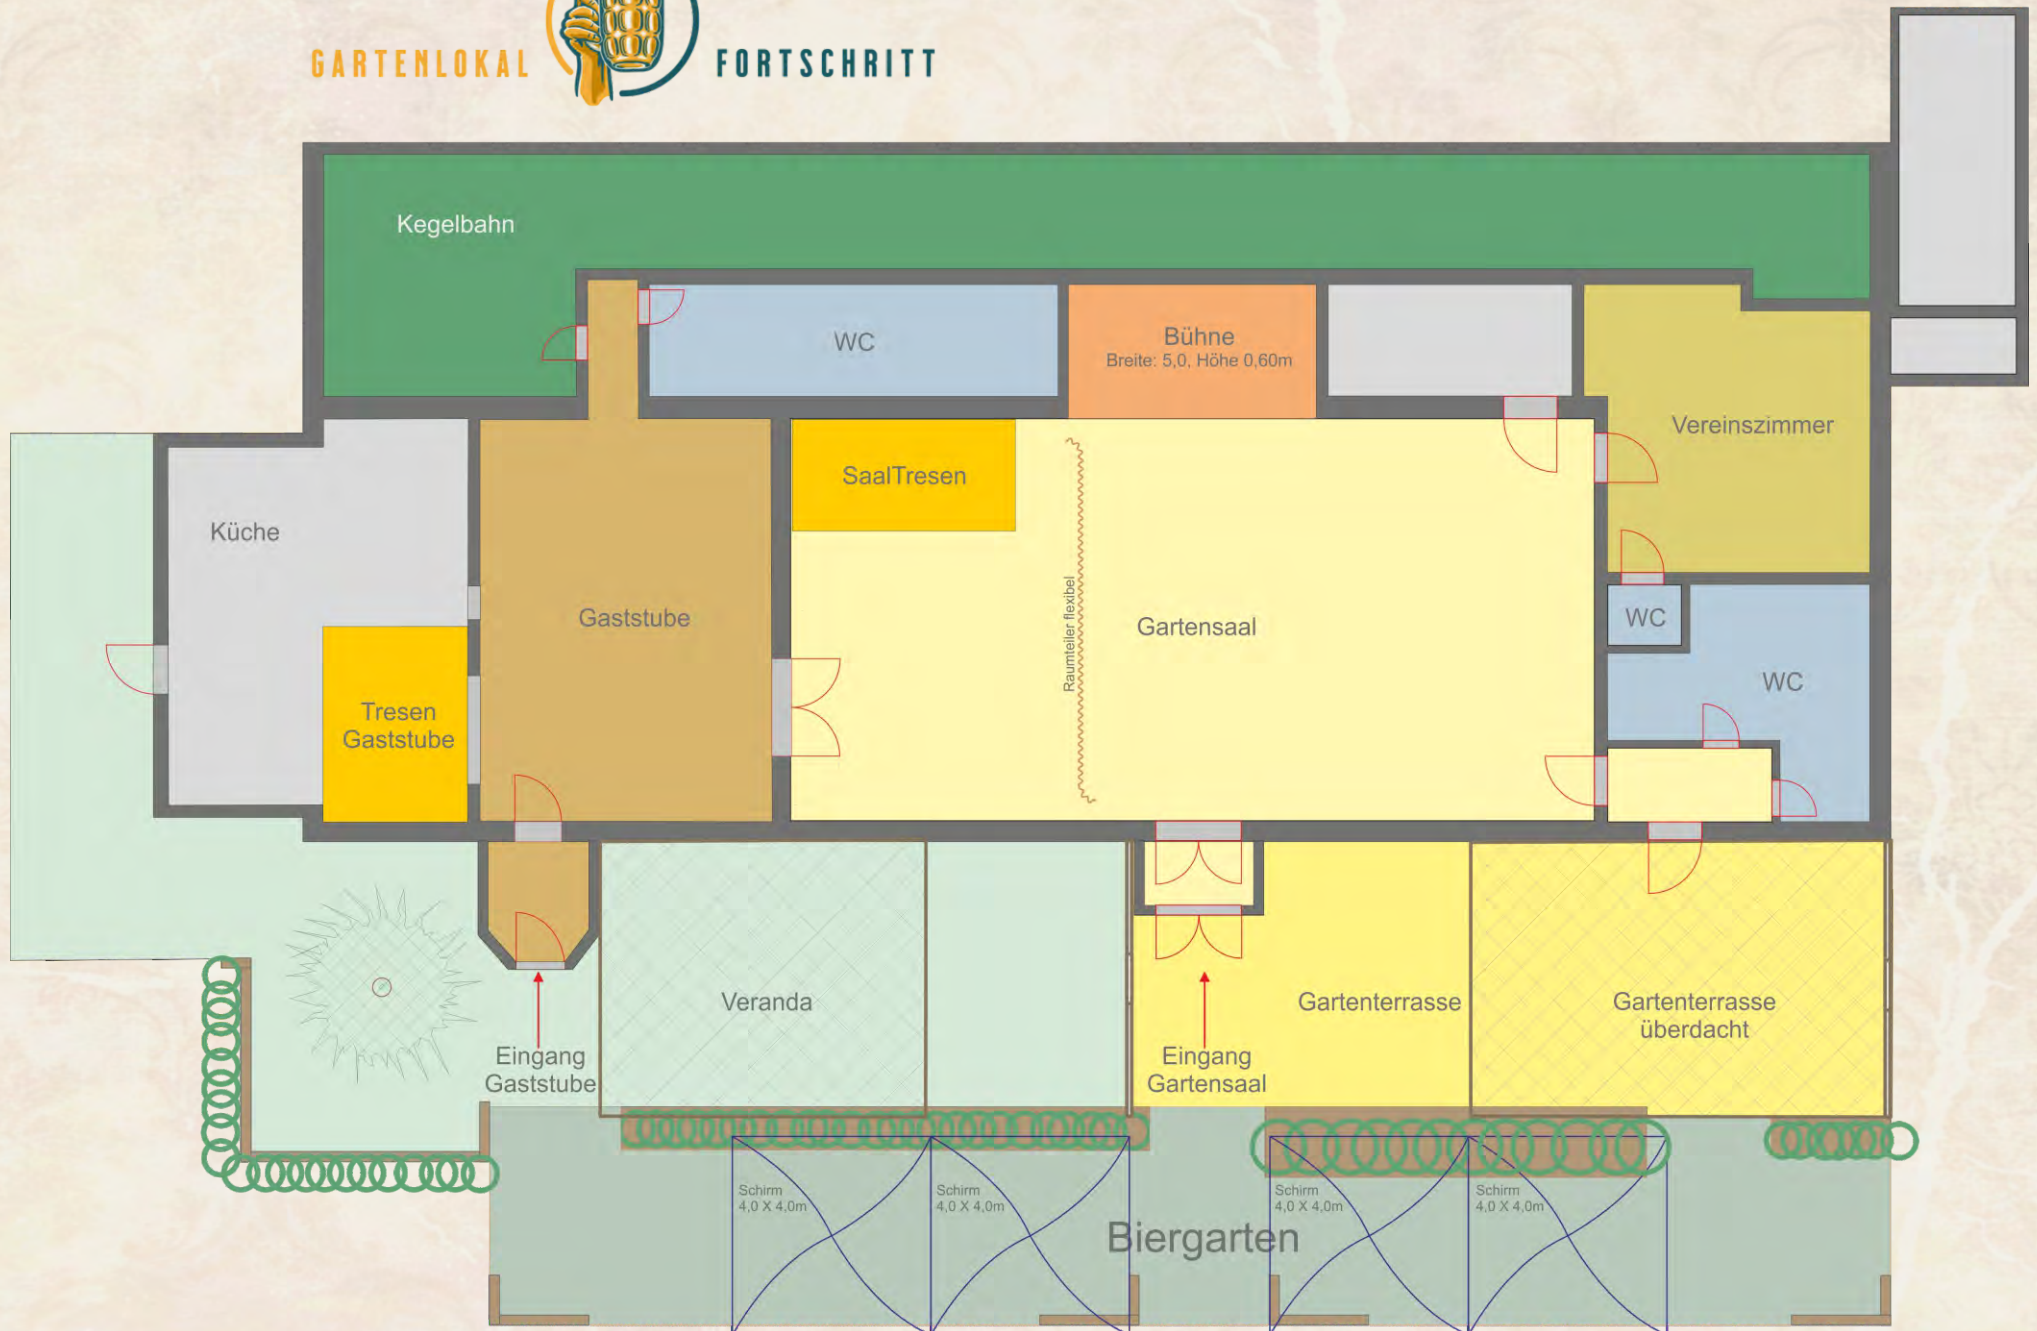 GARTENLOKAL FORTSCHRITT
Kegelbahn
WC
Bühne
Breite: 5,0, Höhe 0,60m
Vereinszimmer
SaalTresen
Küche
Raumteiler flexibel
Gaststube
Gartensaal
WC
WC
Tresen
Gaststube
Veranda
Gartenterrasse
Gartenterrasse
überdacht
Eingang
Gaststube
Eingang
Gartensaal
Schirm
4,0 X 4,0m
Schirm
4,0 X 4,0m
Schirm
4,0 X 4,0m
Schirm
4,0 X 4,0m
Biergarten